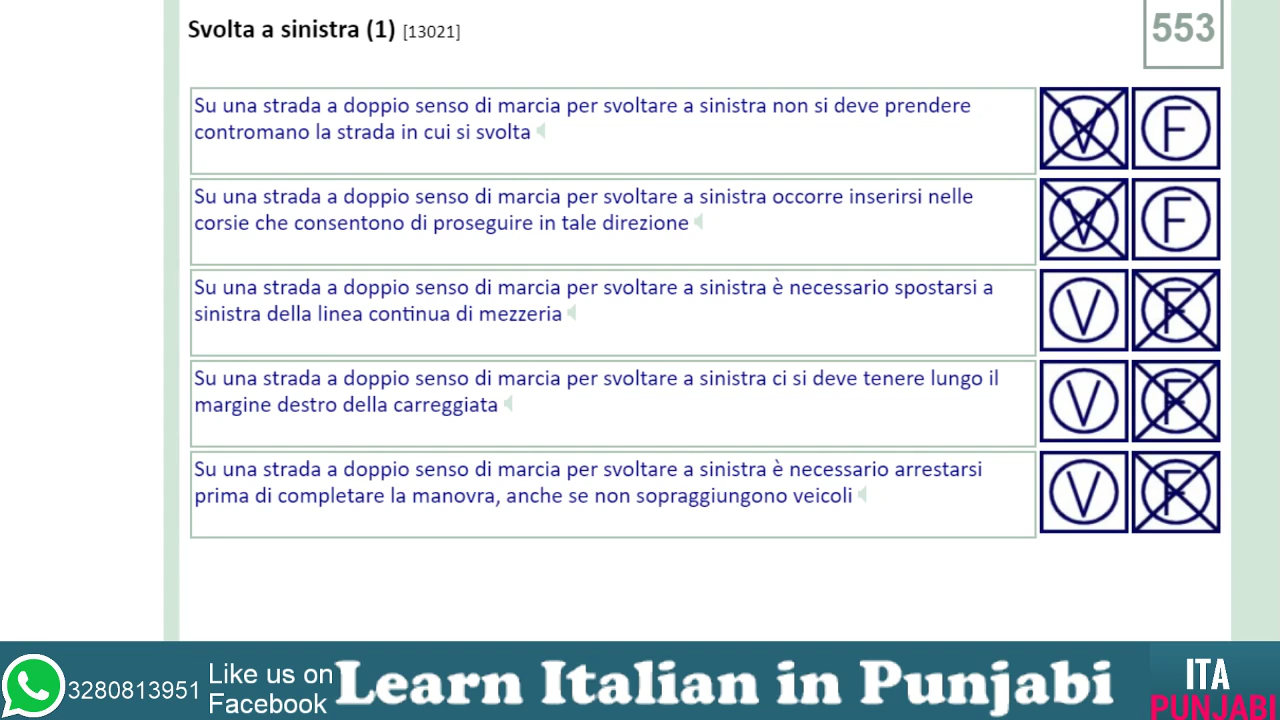 Svolta a sinistra (1) [13021]
553
Su una strada a doppio senso di marcia per svoltare a sinistra non si deve prendere
contromano la strada in cui si svolta
V F
Su una strada a doppio senso di marcia per svoltare a sinistra occorre inserirsi nelle
corsie che consentono di proseguire in tale direzione
V F
Su una strada a doppio senso di marcia per svoltare a sinistra è necessario spostarsi a
sinistra della linea continua di mezzeria
V F
Su una strada a doppio senso di marcia per svoltare a sinistra ci si deve tenere lungo il
margine destro della carreggiata
V F
Su una strada a doppio senso di marcia per svoltare a sinistra è necessario arrestarsi
prima di completare la manovra, anche se non sopraggiungono veicoli
V F
3280813951
Like us on
Facebook
Learn Italian in Punjabi
ITA
PUNJABI